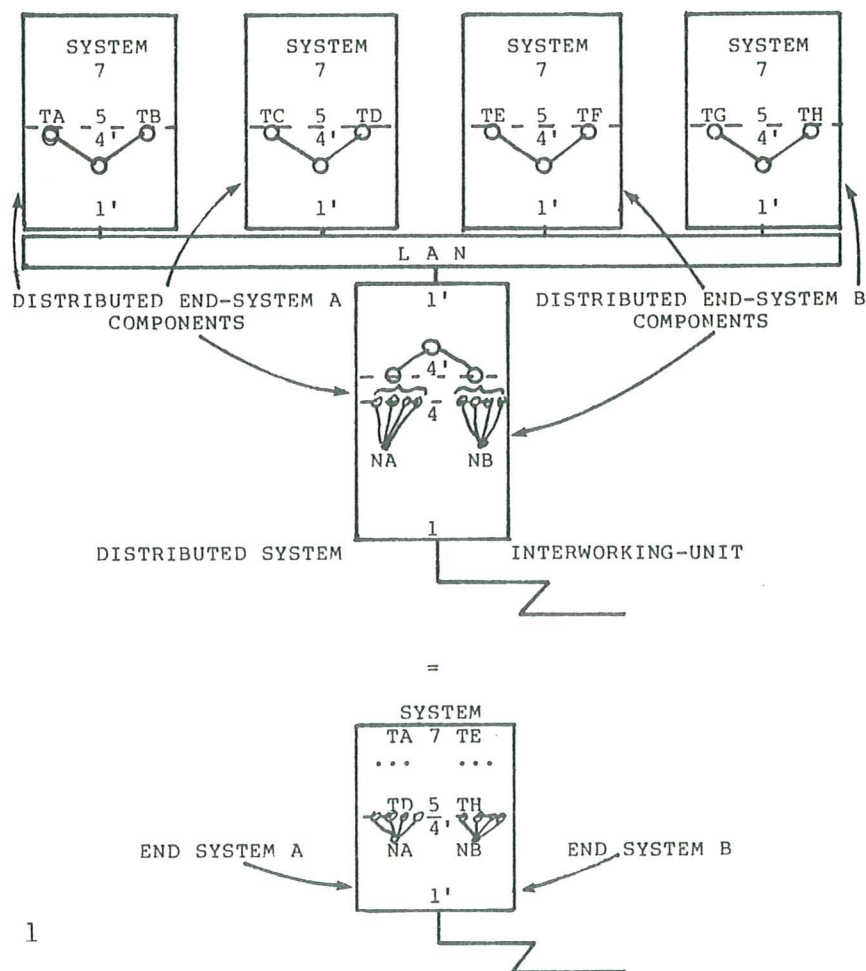 SYSTEM SYSTEM SYSTEM SYSTEM
7 7 7 7
TA 5 TB TC 5 TD TE 5 TF TG 5 TH
4' 4' 4' 4'
1' 1' 1' 1'
L A N
DISTRIBUTED END-SYSTEM A 1' DISTRIBUTED END-SYSTEM B
COMPONENTS COMPONENTS
4'
4
NA NB
1
DISTRIBUTED SYSTEM INTERWORKING-UNIT
=
SYSTEM
TA 7 TE
... ...
TD 5 TH
4'
NA NB
END SYSTEM A END SYSTEM B
1'
1